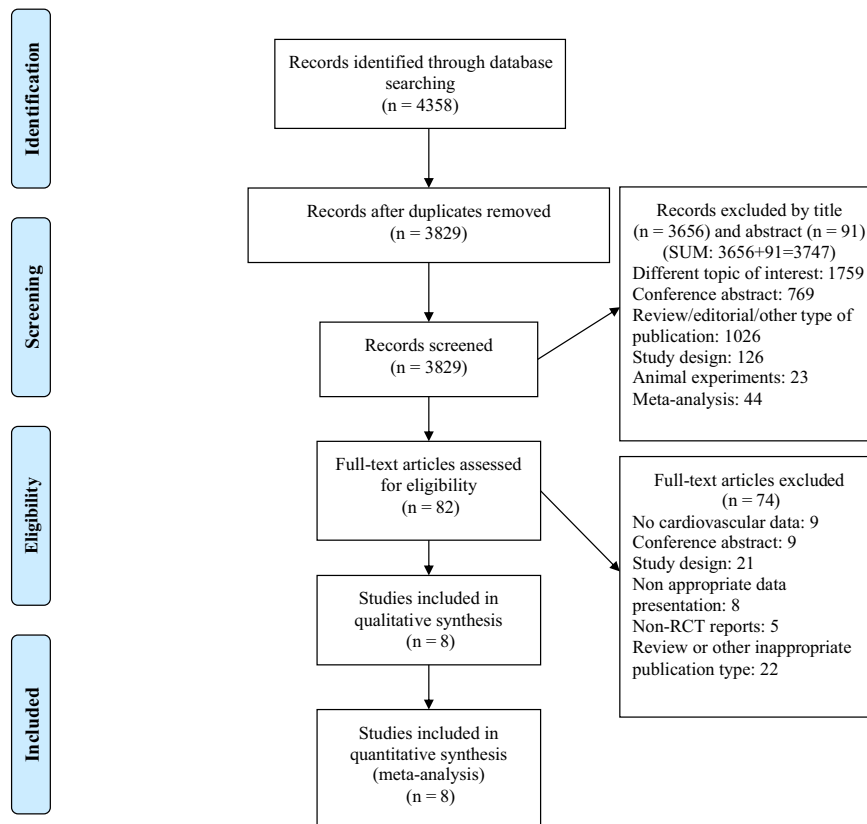 Identification
Records identified through database
searching
(n = 4358)
Records after duplicates removed
(n = 3829)
Screening
Records screened
(n = 3829)
Records excluded by title
(n = 3656) and abstract (n = 91)
(SUM: 3656+91=3747)
Different topic of interest: 1759
Conference abstract: 769
Review/editorial/other type of
publication: 1026
Study design: 126
Animal experiments: 23
Meta-analysis: 44
Eligibility
Full-text articles assessed
for eligibility
(n = 82)
Full-text articles excluded
(n = 74)
No cardiovascular data: 9
Conference abstract: 9
Study design: 21
Non appropriate data
presentation: 8
Non-RCT reports: 5
Review or other inappropriate
publication type: 22
Studies included in
qualitative synthesis
(n = 8)
Included
Studies included in
quantitative synthesis
(meta-analysis)
(n = 8)